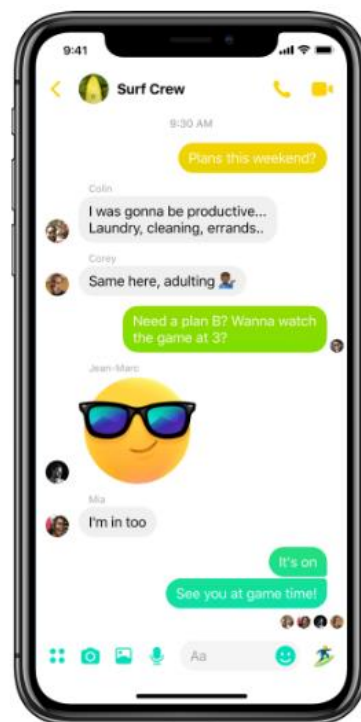 9:41
Surf Crew
9:30 AM
Plans this weekend?
Colin
I was gonna be productive...
Laundry, cleaning, errands..
Corey
Same here, adulting
Need a plan B? Wanna watch
the game at 3?
Jean-Marc
Mia
I'm in too
It's on
See you at game time!
Aa